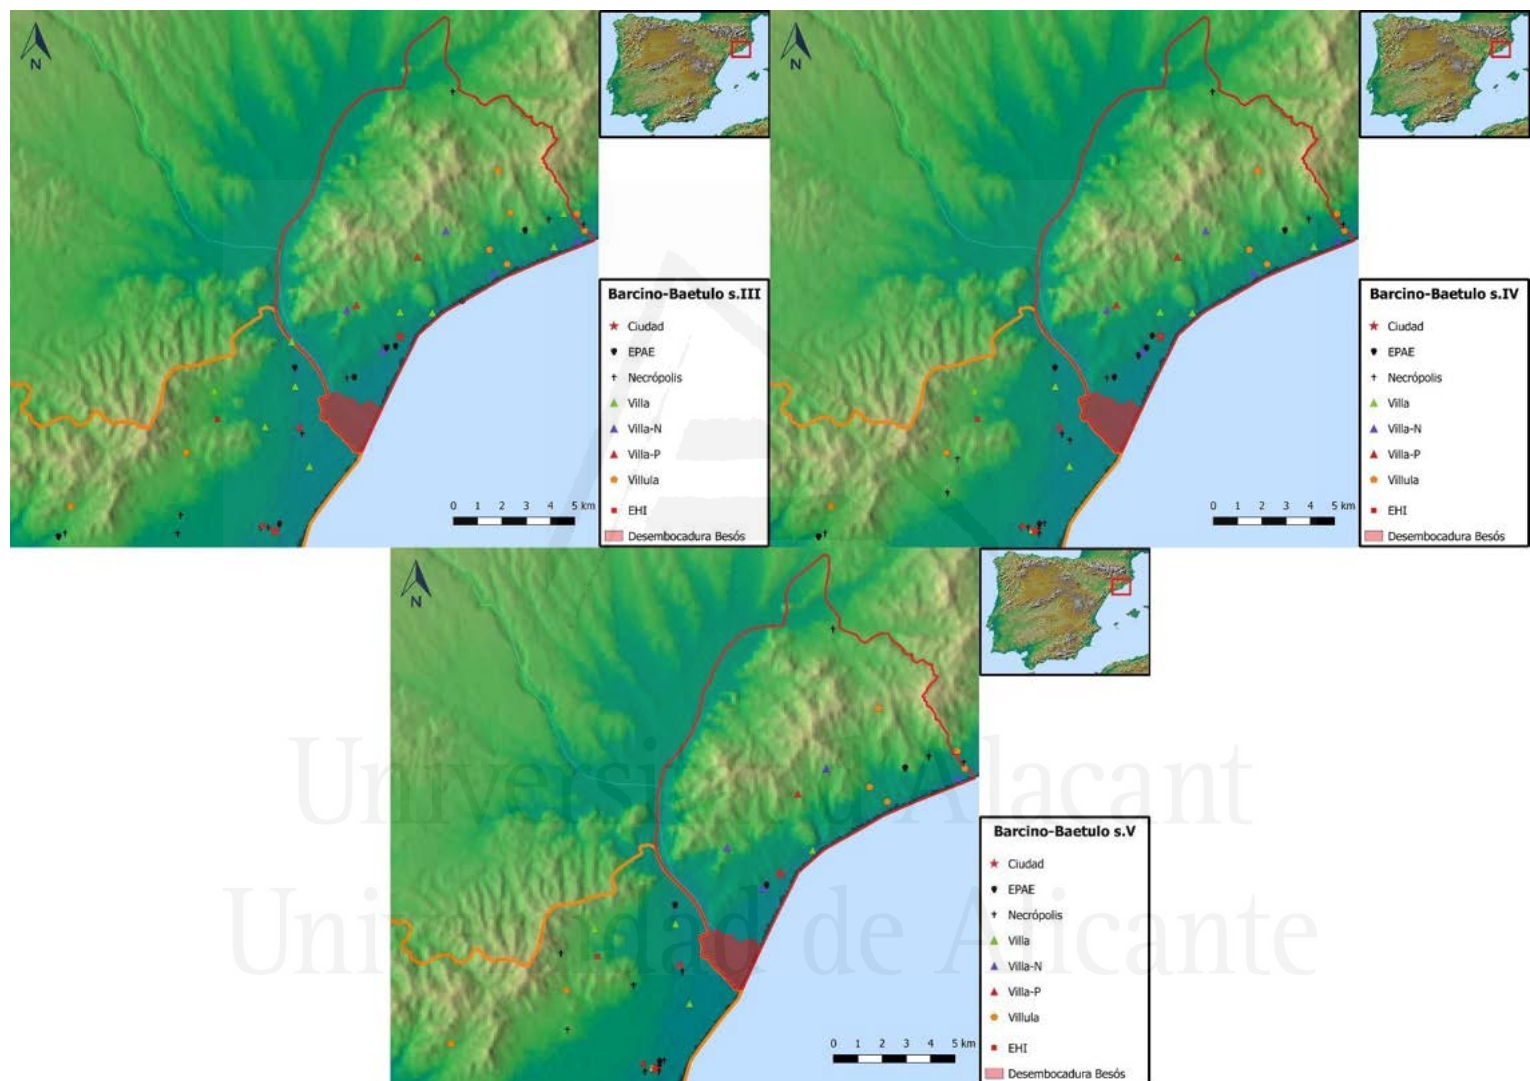 N
Barcino-Baetulo s.III
Ciudad
EPAE
Necrópolis
Villa
Villa-N
Villa-P
Villula
EHI
Desembocadura Besós
0 1 2 3 4 5 km
N
Barcino-Baetulo s.IV
Ciudad
EPAE
Necrópolis
Villa
Villa-N
Villa-P
Villula
EHI
Desembocadura Besós
0 1 2 3 4 5 km
N
Barcino-Baetulo s.V
Ciudad
EPAE
Necrópolis
Villa
Villa-N
Villa-P
Villula
EHI
Desembocadura Besós
0 1 2 3 4 5 km
Universitat d'Alacant
Universidad de Alicante